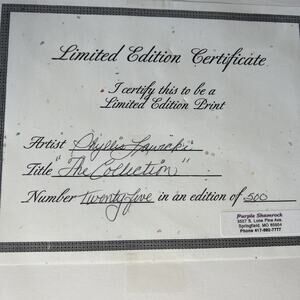 Limited Edition Certificate
I certify this to be a
Limited Edition Print
Artist Phyllis
Title "The Collection"
Number Twenty five in an edition of 500
Purple Shamrock
Springfield, MO 65804